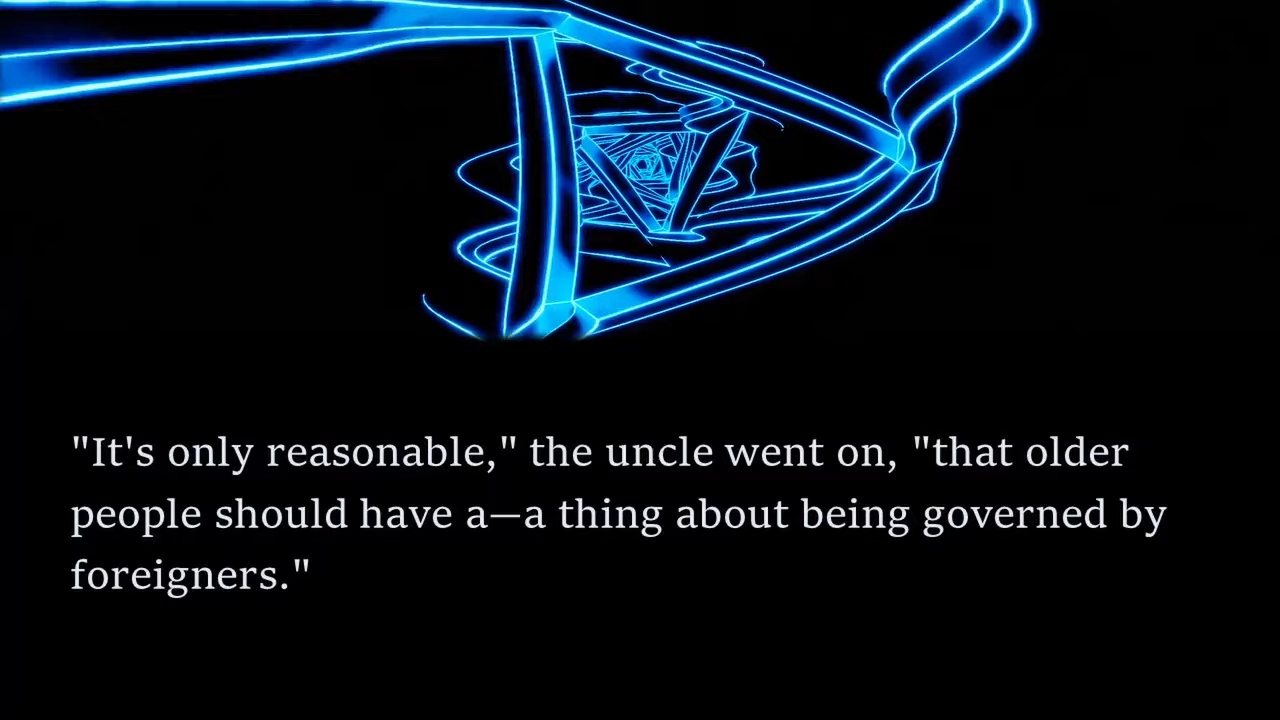 "It's only reasonable," the uncle went on, "that older
people should have a—a thing about being governed by
foreigners."